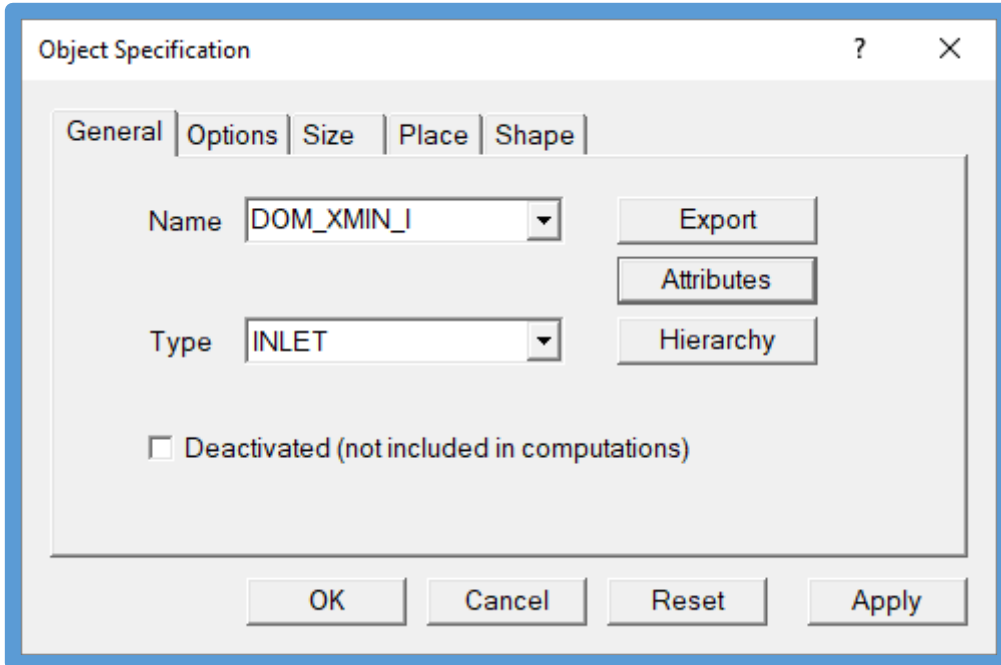 Object Specification ?
General Options Size Place Shape
Name DOM_XMIN_I Export
Attributes
Type INLET Hierarchy
Deactivated (not included in computations)
OK Cancel Reset Apply